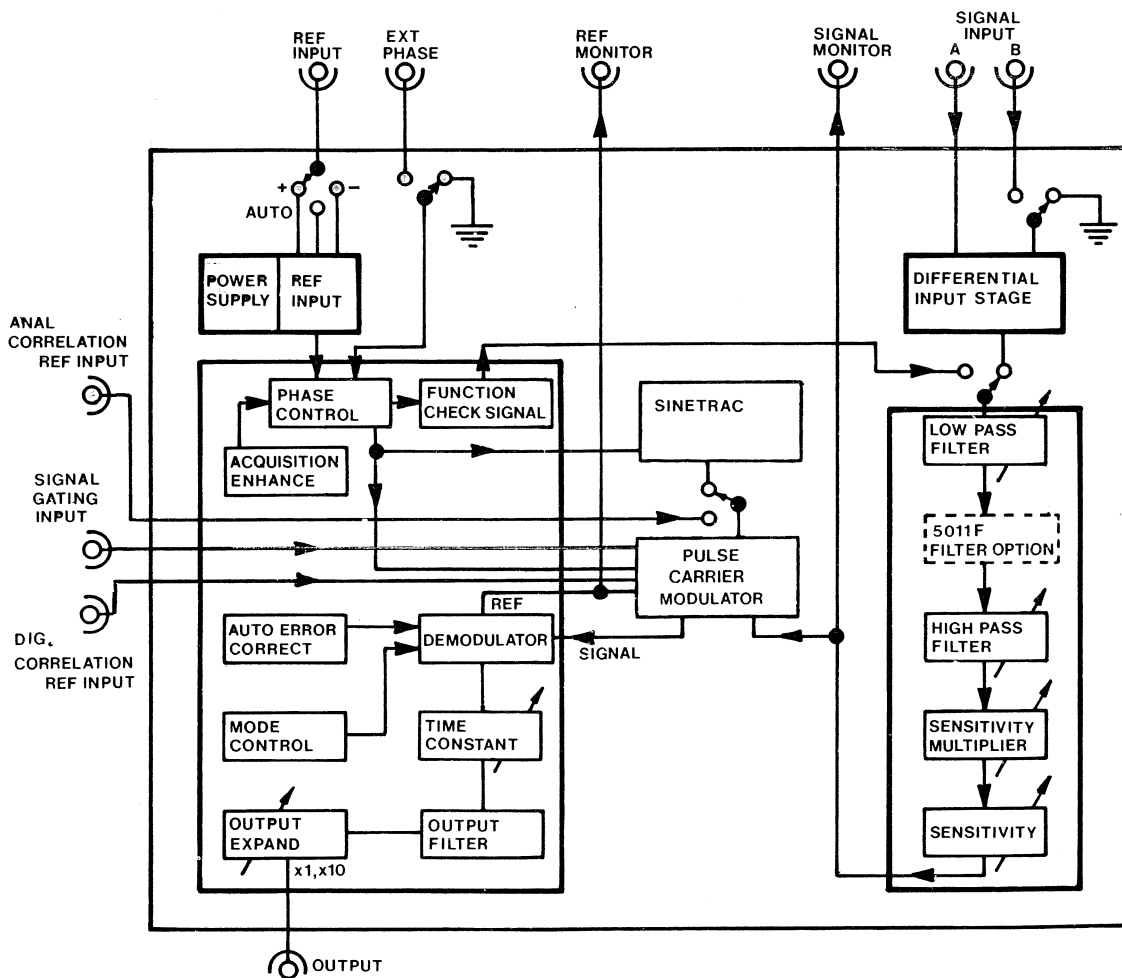 REF
INPUT
EXT
PHASE
REF
MONITOR
SIGNAL
MONITOR
SIGNAL
INPUT
A
B
+
-
AUTO
POWER
SUPPLY
REF
INPUT
DIFFERENTIAL
INPUT STAGE
ANAL
CORRELATION
REF INPUT
PHASE
CONTROL
FUNCTION
CHECK SIGNAL
SINETRAC
LOW PASS
FILTER
ACQUISITION
ENHANCE
SIGNAL
GATING
INPUT
5011F
FILTER OPTION
PULSE
CARRIER
MODULATOR
REF
DIG.
CORRELATION
REF INPUT
AUTO ERROR
CORRECT
DEMODULATOR
SIGNAL
HIGH PASS
FILTER
MODE
CONTROL
TIME
CONSTANT
SENSITIVITY
MULTIPLIER
OUTPUT
EXPAND
OUTPUT
FILTER
SENSITIVITY
x1,x10
OUTPUT